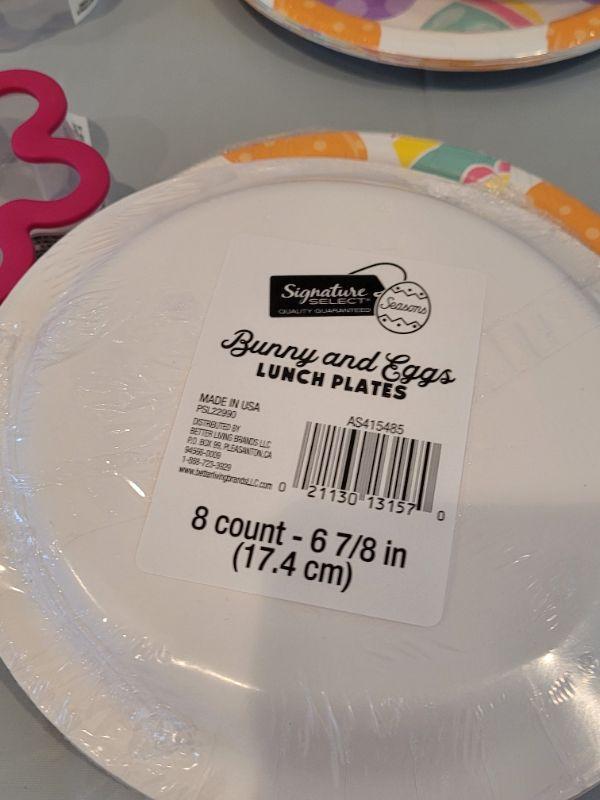 Signature
SELECT
QUALITY GUARANTEED
Seasons
Bunny and Eggs
LUNCH PLATES
MADE IN USA
PSL22990
DISTRIBUTED BY
BETTER LIVING BRANDS LLC
P.O. BOX 99, PLEASANTON, CA
94566-0009
1-888-723-3929
www.betterlivingbrandsLLC.com
AS415485
0 21130 13157 0
8 count - 6 7/8 in
(17.4 cm)